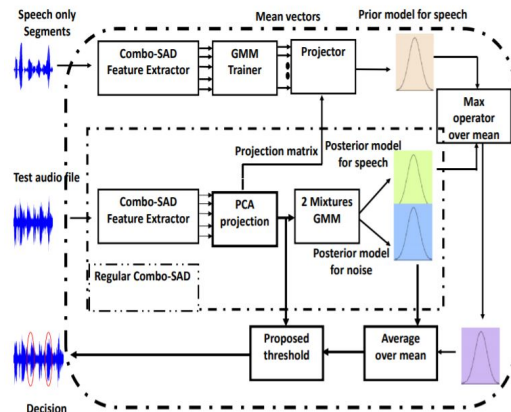 Speech only
Segments
Mean vectors
Prior model for speech
Combo-SAD
Feature Extractor
GMM
Trainer
Projector
Max
operator
over mean
Projection matrix
Posterior model
for speech
Test audio file
Combo-SAD
Feature Extractor
PCA
projection
2 Mixtures
GMM
Posterior model
for noise
Regular Combo-SAD
Proposed
threshold
Average
over mean
Decision